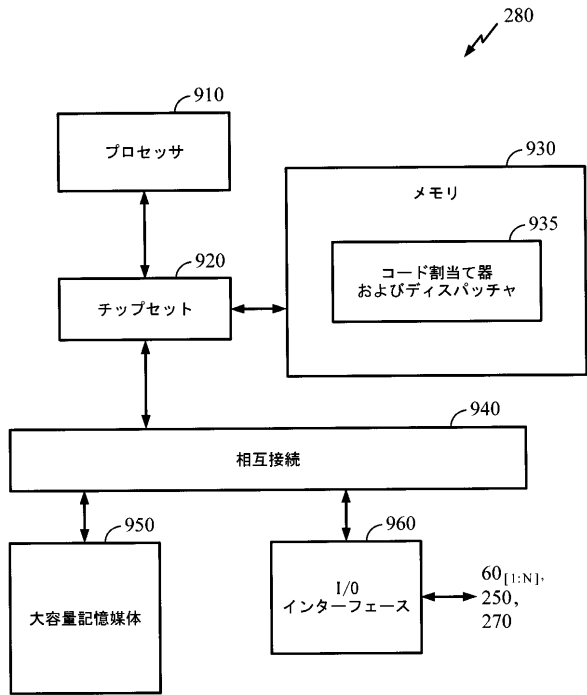 280
910
プロセッサ
930
メモリ
935
コード割当て器
およびディスパッチャ
920
チップセット
940
相互接続
950
大容量記憶媒体
960
I/0
インターフェース
60[1:N],
250,
270